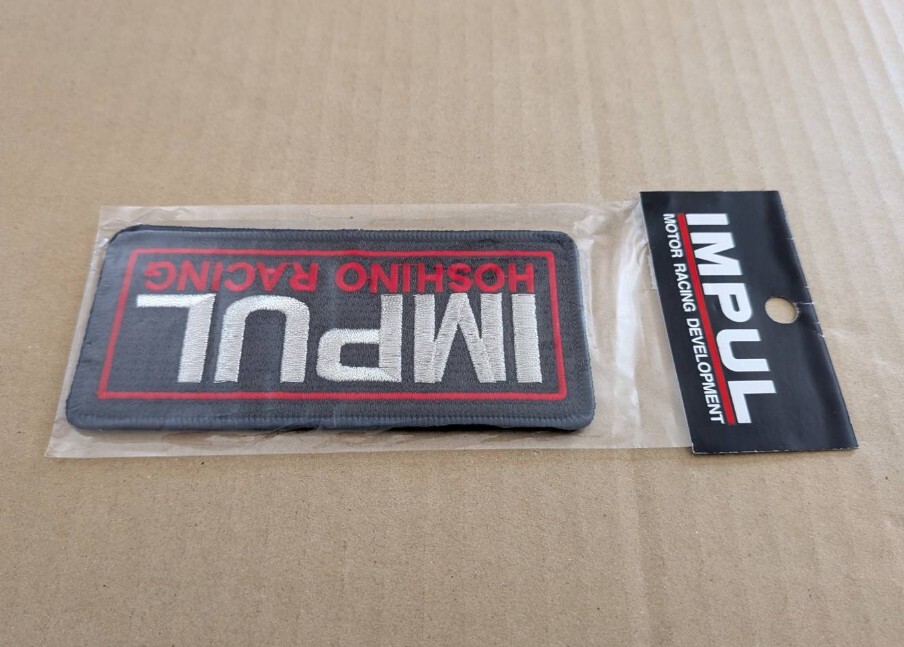 IMPUL
HOSHINO RACING
IMPUL
MOTOR RACING DEVELOPMENT